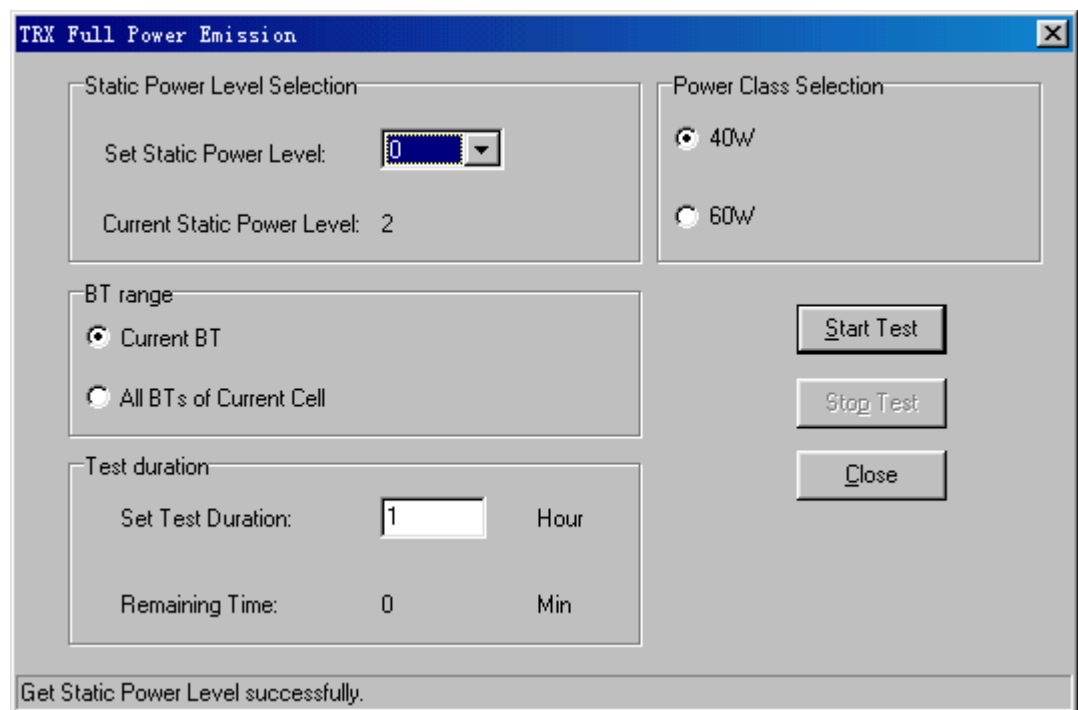 TRX Full Power Emission
Static Power Level Selection
Set Static Power Level: 0
Current Static Power Level: 2
Power Class Selection
40W
60W
BT range
Current BT
All BTs of Current Cell
Start Test
Stop Test
Close
Test duration
Set Test Duration: 1 Hour
Remaining Time: 0 Min
Get Static Power Level successfully.